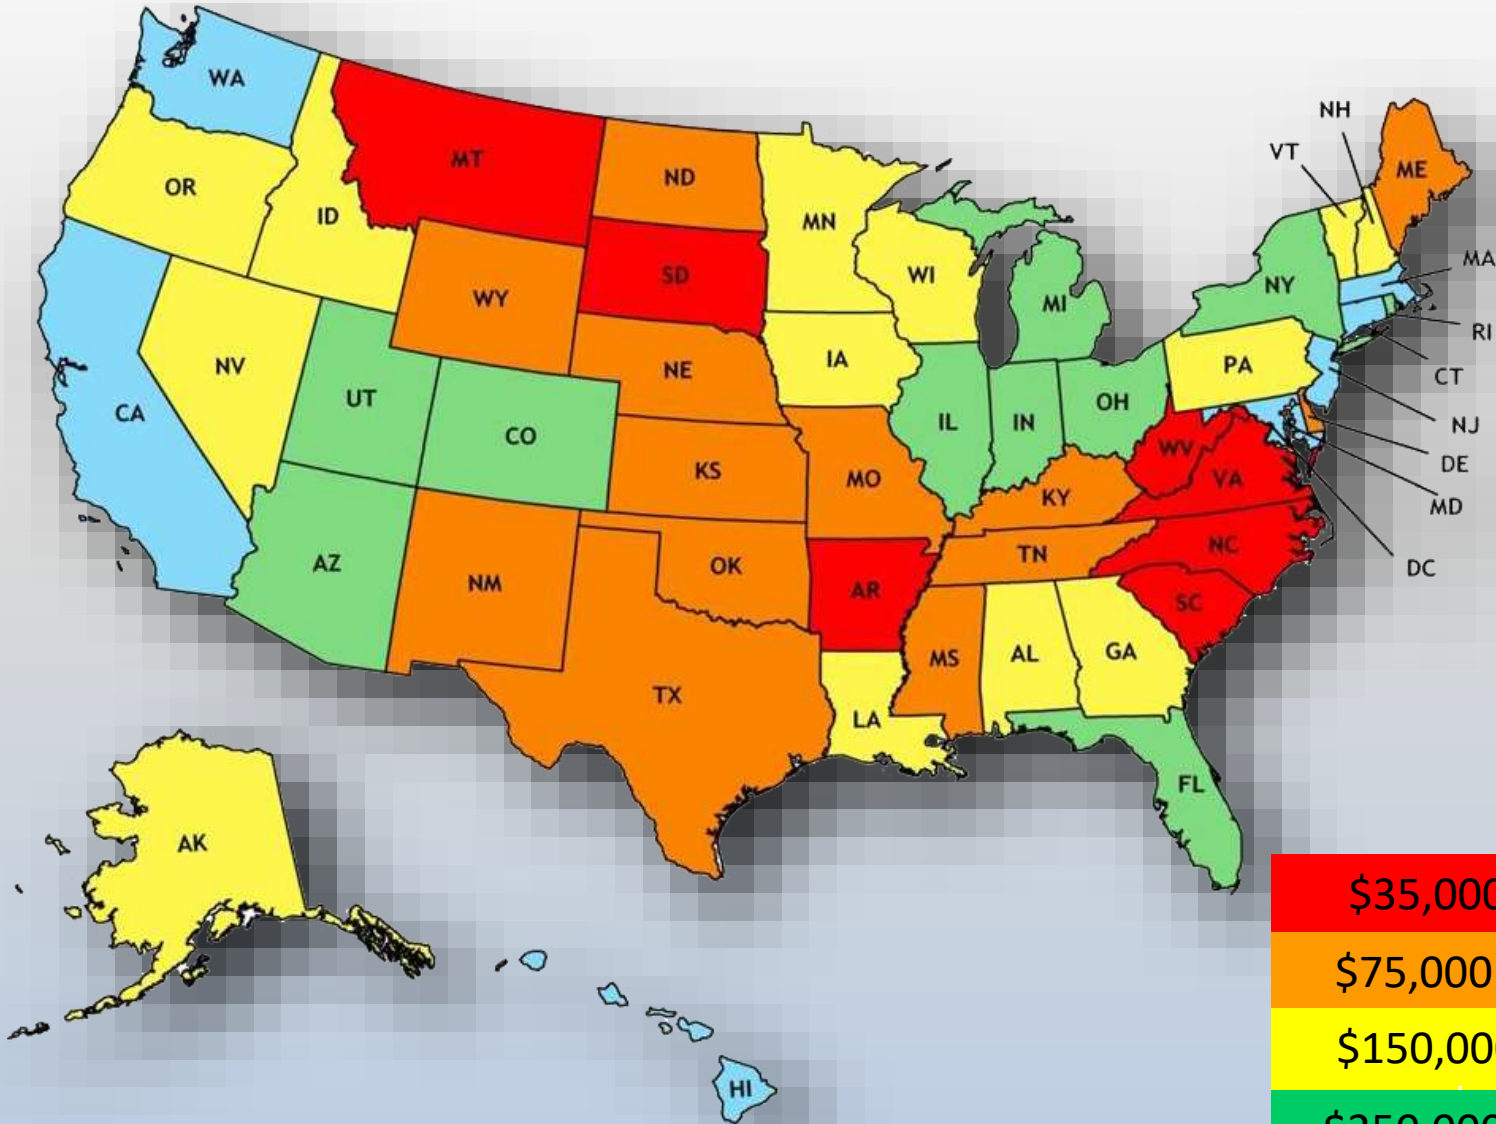 WA
OR
ID
MT
ND
MN
SD
WY
WI
MI
NH
VT
ME
MA
NY
RI
CT
NJ
DE
MD
DC
NV
UT
CO
CA
NE
IA
IL
IN
OH
PA
WV
VA
KS
MO
KY
AZ
NM
OK
AR
TN
NC
SC
TX
LA
MS
AL
GA
FL
AK
HI
$35,000
$75,000
$150,00